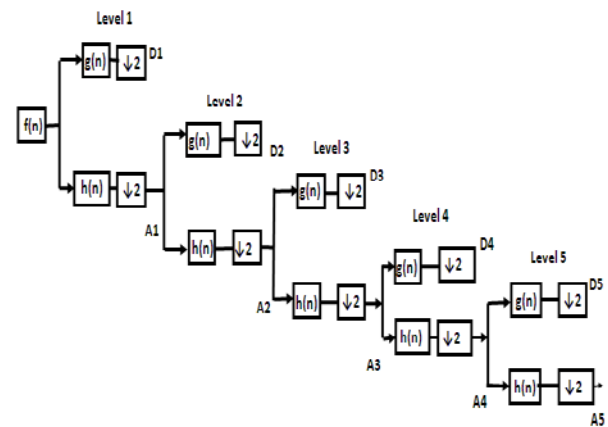 Level 1
g(n) ↓2 D1
f(n)
h(n) ↓2
A1
Level 2
g(n) ↓2
D2
h(n) ↓2
A2
Level 3
g(n) ↓2 D3
h(n) ↓2
A3
Level 4
g(n) ↓2 D4
h(n) ↓2
A4
Level 5
g(n) ↓2 D5
h(n) ↓2
A5